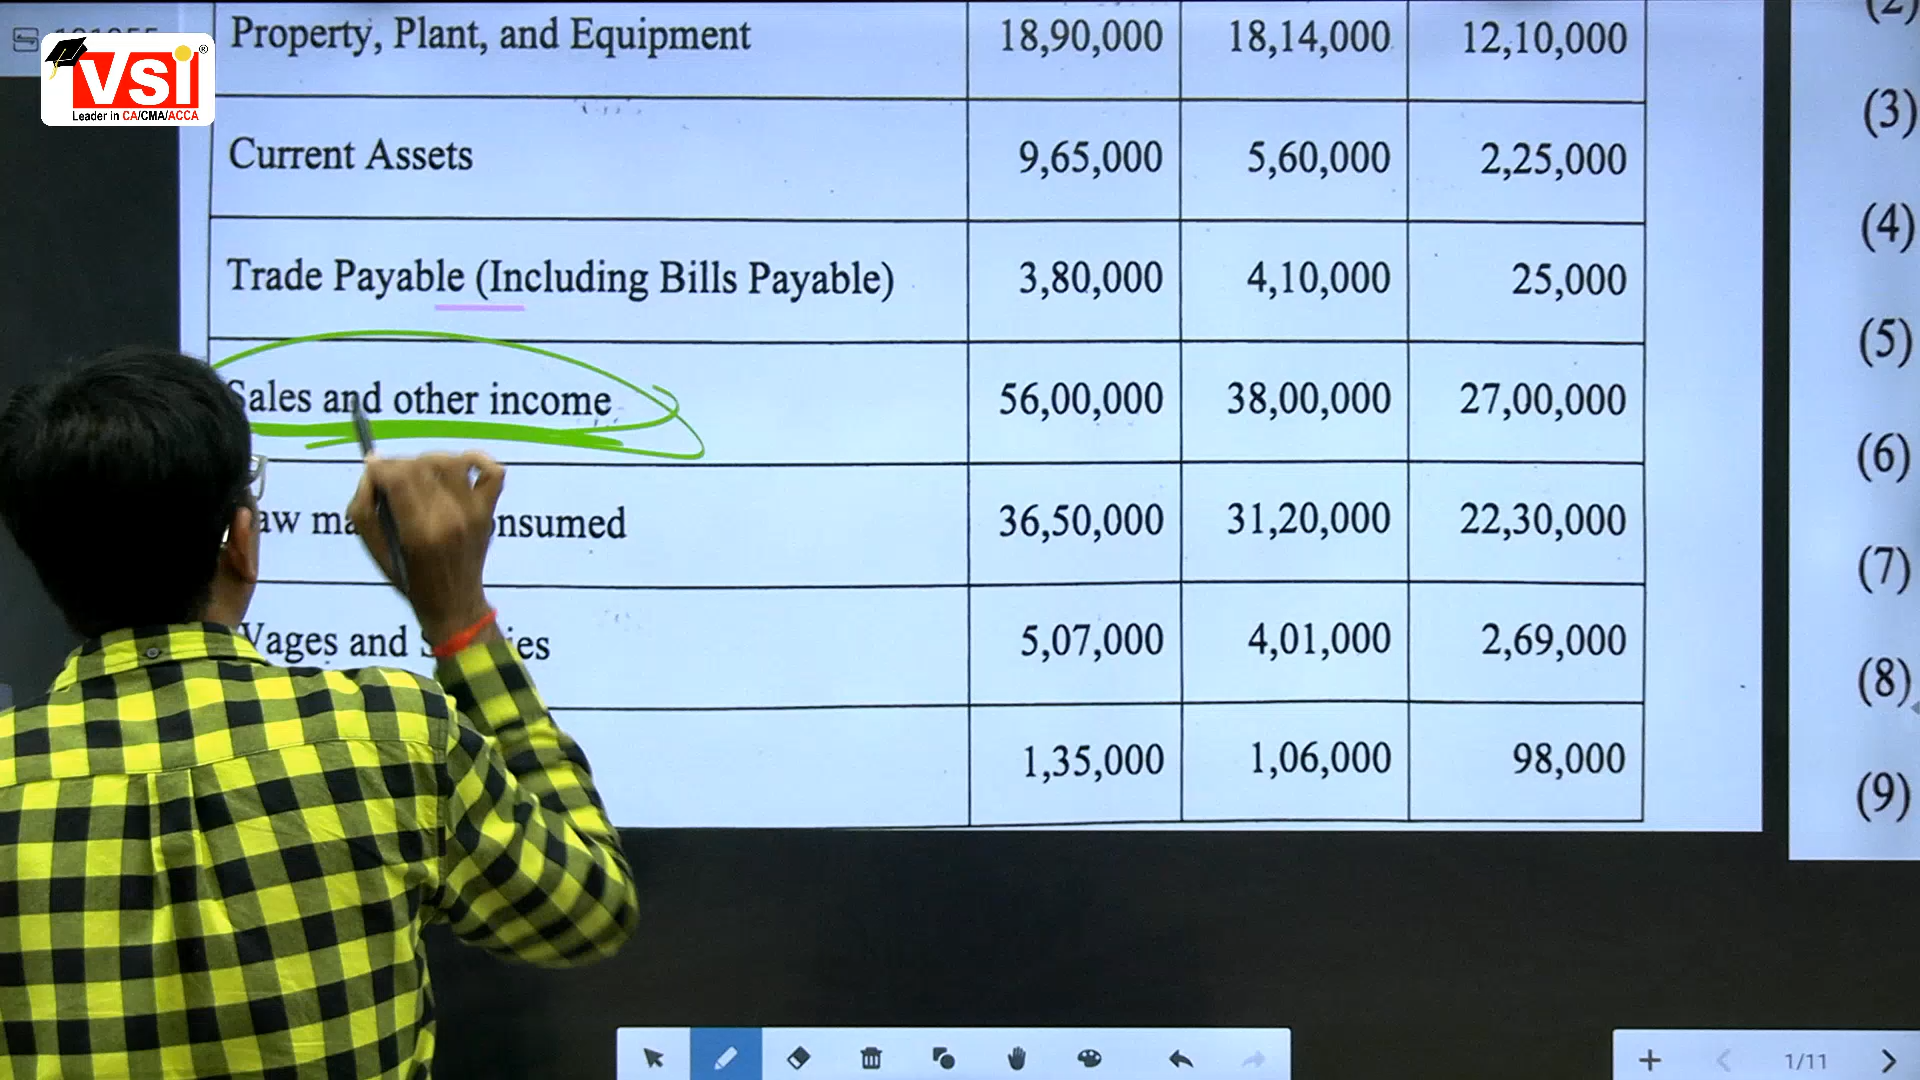 Property, Plant, and Equipment 18,90,000 18,14,000 12,10,000
vsi®
Leader in CA/CMA/ACCA
(3)
Current Assets 9,65,000 5,60,000 2,25,000
(4)
Trade Payable (Including Bills Payable) 3,80,000 4,10,000 25,000
(5)
Sales and other income 56,00,000 38,00,000 27,00,000
(6)
36,50,000 31,20,000 22,30,000
(7)
Wages and 5,07,000 4,01,000 2,69,000
(8)
1,35,000 1,06,000 98,000
(9)
1/11